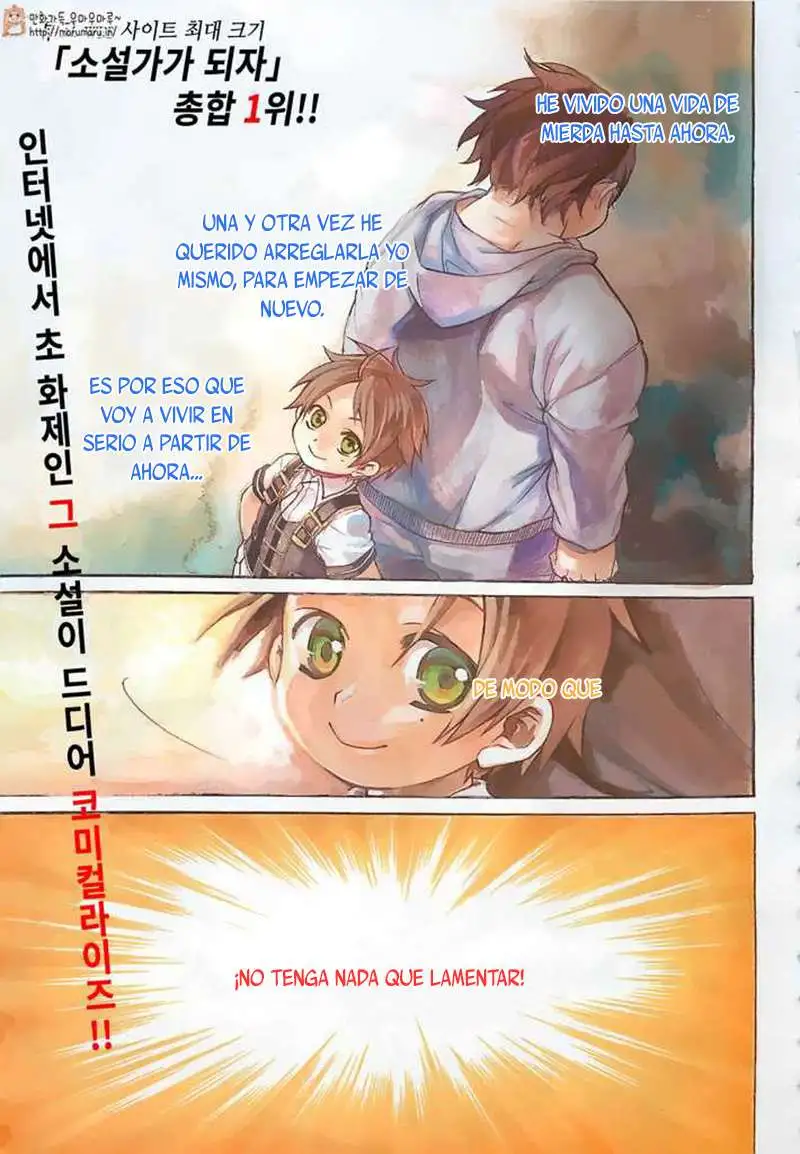 만화가득_우마우마루~
http://marumaru.in/
사이트 최대 크기
「소설가가 되자」
총합 1위!!
인터넷에서 초 화제인 그 소설이 드디어 코미컬라이즈!!
HE VIVIDO UNA VIDA DE
MIERDA HASTA AHORA.
UNA Y OTRA VEZ HE
QUERIDO ARREGLARLA YO
MISMO, PARA EMPEZAR DE
NUEVO.
ES POR ESO QUE
VOY A VIVIR EN
SERIO A PARTIR DE
AHORA...
DE MODO QUE
¡NO TENGA NADA QUE LAMENTAR!